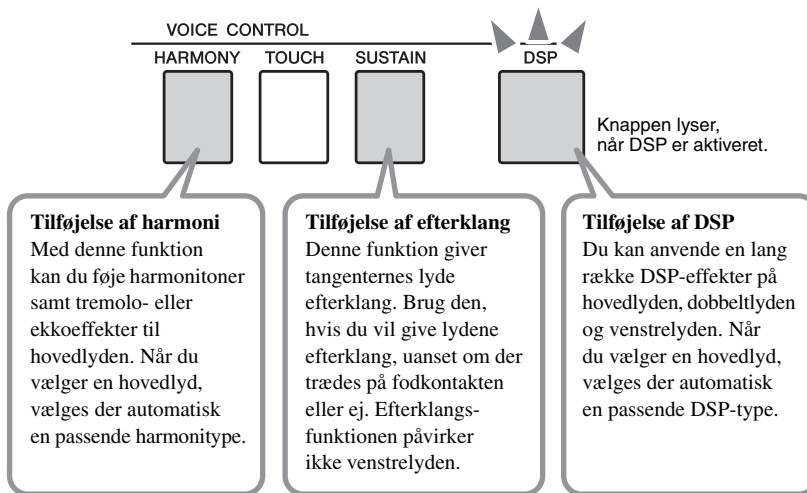 VOICE CONTROL
HARMONY TOUCH SUSTAIN DSP
Knappen lyser,
når DSP er aktiveret.
Tilføjelse af harmoni
Med denne funktion
kan du føje harmonitoner
samt tremolo- eller
ekkoeffekter til
hovedlyden. Når du
vælger en hovedlyd,
vælges der automatisk
en passende harmonitype.
Tilføjelse af efterklang
Denne funktion giver
tangenternes lyde
efterklang. Brug den,
hvis du vil give lydene
efterklang, uanset om der
trædes på fodkontakten
eller ej. Efterklangs-
funktionen påvirker
ikke venstrelyden.
Tilføjelse af DSP
Du kan anvende en lang
række DSP-effekter på
hovedlyden, dobbeltlyden
og venstrelyden. Når
du vælger en hovedlyd,
vælges der automatisk
en passende DSP-type.